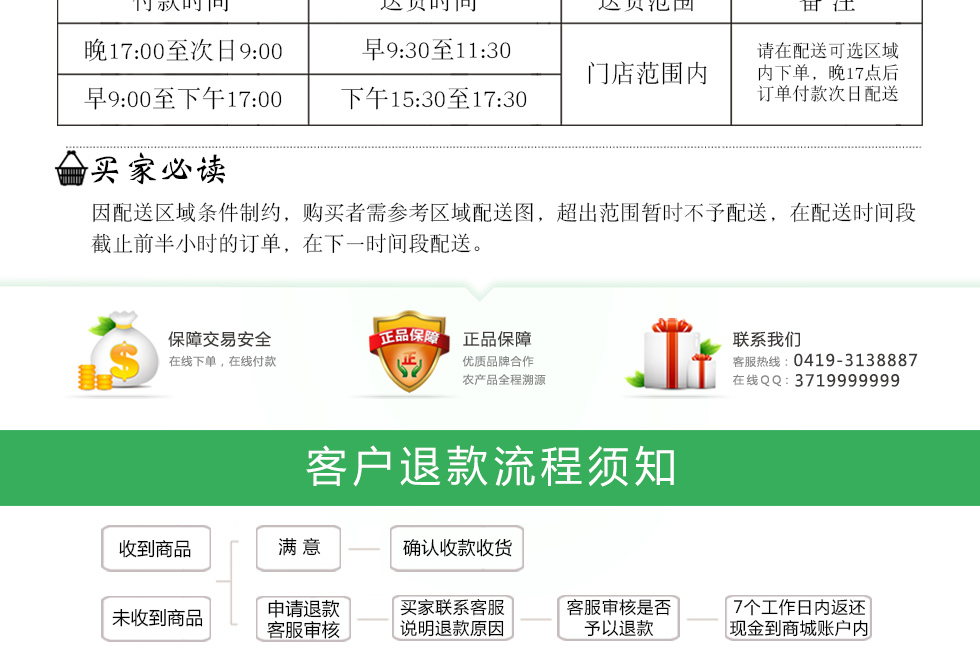 付款时间 送货时间 送货范围 备 注
晚17:00至次日9:00 早9:30至11:30
早9:00至下午17:00 下午15:30至17:30
门店范围内
请在配送可选区域
内下单，晚17点后
订单付款次日配送
买家必读
因配送区域条件制约，购买者需参考区域配送图，超出范围暂时不予配送，在配送时间段
截止前半小时的订单，在下一时间段配送。
保障交易安全
在线下单，在线付款
正品保障
正
正品保障
优质品牌合作
农产品全程溯源
联系我们
客服热线：0419-3138887
在线QQ：3719999999
客户退款流程须知
收到商品
满 意
确认收款收货
未收到商品
申请退款
客服审核
买家联系客服
说明退款原因
客服审核是否
予以退款
7个工作日内返还
现金到商城账户内